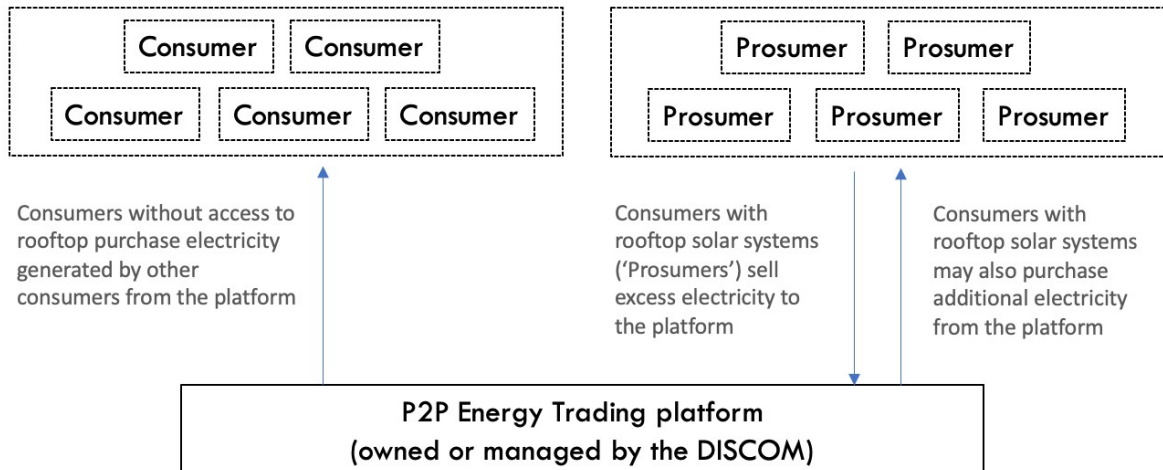 Consumer Consumer
Consumer Consumer Consumer
Prosumer Prosumer
Prosumer Prosumer Prosumer
Consumers without access to
rooftop purchase electricity
generated by other
consumers from the platform
Consumers with
rooftop solar systems
(‘Prosumers’) sell
excess electricity to
the platform
Consumers with
rooftop solar systems
may also purchase
additional electricity
from the platform
P2P Energy Trading platform
(owned or managed by the DISCOM)